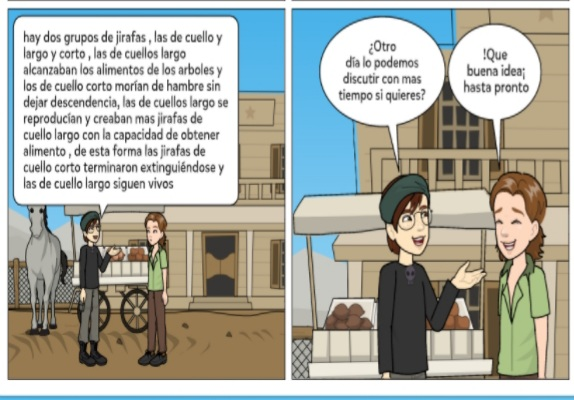 hay dos grupos de jirafas , las de cuello y
largo y corto , las de cuellos largo
alcanzaban los alimentos de los arboles y
los de cuello corto morían de hambre sin
dejar descendencia, las de cuellos largo se
reproducían y creaban mas jirafas de
cuello largo con la capacidad de obtener
alimento , de esta forma las jirafas de
cuello corto terminaron extinguiéndose y
las de cuello largo siguen vivos
¿Otro
día lo podemos
discutir con mas
tiempo si quieres?
!Que
buena idea¡
hasta pronto